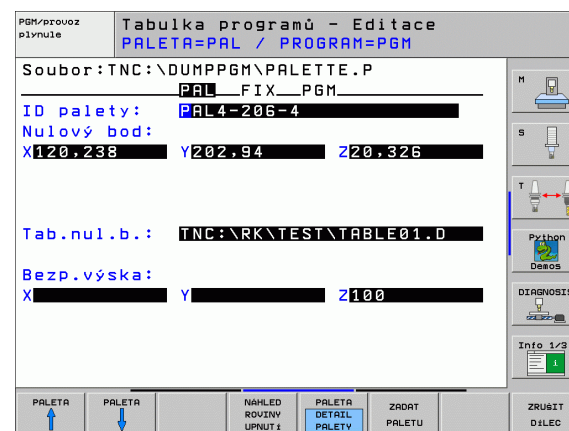 PGM/provoz
plynule
Tabulka programů – Editace
PALETA=PAL / PROGRAM=PGM
Soubor:TNC:\DUMPPGM\PALETTE.P
PAL FIX PGM
ID palety: PAL4-206-4
Nulový bod:
X120,238 Y202,94 Z20,326
Tab.nul.b.: TNC:\RK\TEST\TABLE01.D
Bezp.výska:
X Y Z100
M
S
T
Python
Demos
DIAGNOSIS
Info 1/3
PALETA
PALETA
NáHLED
ROVINY
UPNUTí
PALETA
DETAIL
PALETY
ZADAT
PALETU
ZRUŠIT
DíLEC